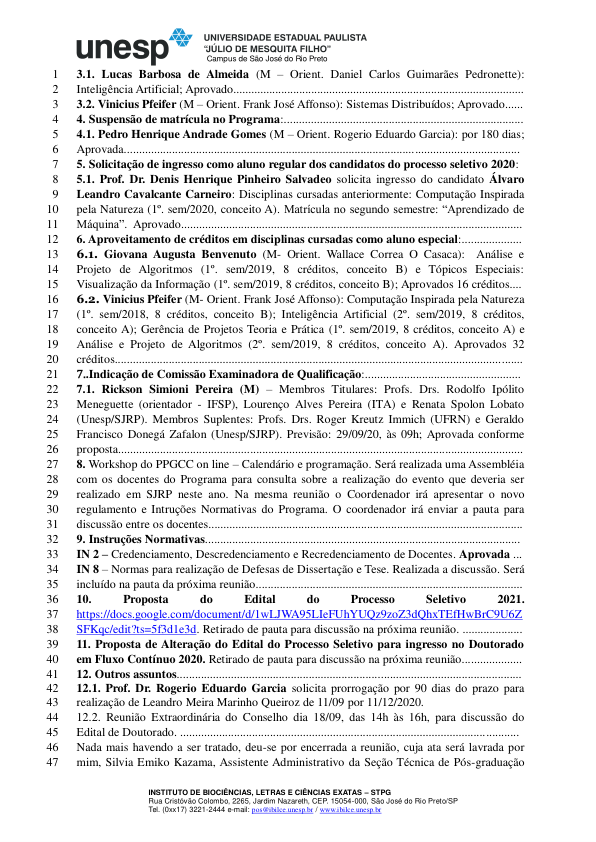 unesp
UNIVERSIDADE ESTADUAL PAULISTA
“JÚLIO DE MESQUITA FILHO”
Campus de São José do Rio Preto
1 3.1. Lucas Barbosa de Almeida (M – Orient. Daniel Carlos Guimarães Pedronette):
2 Inteligência Artificial; Aprovado.................................................................................................
3 3.2. Vinicius Pfeifer (M – Orient. Frank José Affonso): Sistemas Distribuídos; Aprovado......
4 4. Suspensão de matrícula no Programa:................................................................................
5 4.1. Pedro Henrique Andrade Gomes (M – Orient. Rogerio Eduardo Garcia): por 180 dias;
6 Aprovada.....................................................................................................................................
7 5. Solicitação de ingresso como aluno regular dos candidatos do processo seletivo 2020:
8 5.1. Prof. Dr. Denis Henrique Pinheiro Salvadeo solicita ingresso do candidato Álvaro
9 Leandro Cavalcante Carneiro: Disciplinas cursadas anteriormente: Computação Inspirada
10 pela Natureza (1º. sem/2020, conceito A). Matrícula no segundo semestre: “Aprendizado de
11 Máquina”. Aprovado..................................................................................................................
12 6. Aproveitamento de créditos em disciplinas cursadas como aluno especial:....................
13 6.1. Giovana Augusta Benvenuto (M- Orient. Wallace Correa O Casaca): Análise e
14 Projeto de Algoritmos (1º. sem/2019, 8 créditos, conceito B) e Tópicos Especiais:
15 Visualização da Informação (1º. sem/2019, 8 créditos, conceito B); Aprovados 16 créditos....
16 6.2. Vinicius Pfeifer (M- Orient. Frank José Affonso): Computação Inspirada pela Natureza
17 (1º. sem/2018, 8 créditos, conceito B); Inteligência Artificial (2º. sem/2019, 8 créditos,
18 conceito A); Gerência de Projetos Teoria e Prática (1º. sem/2019, 8 créditos, conceito A) e
19 Análise e Projeto de Algoritmos (2º. sem/2019, 8 créditos, conceito A). Aprovados 32
20 créditos.......................................................................................................................................
21 7..Indicação de Comissão Examinadora de Qualificação:....................................................
22 7.1. Rickson Simioni Pereira (M) – Membros Titulares: Profs. Drs. Rodolfo Ipólito
23 Meneguette (orientador - IFSP), Lourenço Alves Pereira (ITA) e Renata Spolon Lobato
24 (Unesp/SJRP). Membros Suplentes: Profs. Drs. Roger Kreutz Immich (UFRN) e Geraldo
25 Francisco Donegá Zafalon (Unesp/SJRP). Previsão: 29/09/20, às 09h; Aprovada conforme
26 proposta......................................................................................................................................
27 8. Workshop do PPGCC on line – Calendário e programação. Será realizada uma Assembléia
28 com os docentes do Programa para consulta sobre a realização do evento que deveria ser
29 realizado em SJRP neste ano. Na mesma reunião o Coordenador irá apresentar o novo
30 regulamento e Intruções Normativas do Programa. O coordenador irá enviar a pauta para
31 discussão entre os docentes.........................................................................................................
32 9. Instruções Normativas.........................................................................................................
33 IN 2 – Credenciamento, Descredenciamento e Recredenciamento de Docentes. Aprovada ...
34 IN 8 – Normas para realização de Defesas de Dissertação e Tese. Realizada a discussão. Será
35 incluído na pauta da próxima reunião.........................................................................................
36 10. Proposta do Edital do Processo Seletivo 2021.
37 https://docs.google.com/document/d/1wLJWA95LIeFUhYUQz9zoZ3dQhxTEfHwBrC9U6Z
38 SFKqc/edit?ts=5f3d1e3d. Retirado de pauta para discussão na próxima reunião. ....................
39 11. Proposta de Alteração do Edital do Processo Seletivo para ingresso no Doutorado
40 em Fluxo Contínuo 2020. Retirado de pauta para discussão na próxima reunião....................
41 12. Outros assuntos...................................................................................................................
42 12.1. Prof. Dr. Rogerio Eduardo Garcia solicita prorrogação por 90 dias do prazo para
43 realização de Leandro Meira Marinho Queiroz de 11/09 por 11/12/2020.
44 12.2. Reunião Extraordinária do Conselho dia 18/09, das 14h às 16h, para discussão do
45 Edital de Doutorado. .................................................................................................................
46 Nada mais havendo a ser tratado, deu-se por encerrada a reunião, cuja ata será lavrada por
47 mim, Silvia Emiko Kazama, Assistente Administrativo da Seção Técnica de Pós-graduação
INSTITUTO DE BIOCIÊNCIAS, LETRAS E CIÊNCIAS EXATAS – STPG
Rua Cristóvão Colombo, 2265, Jardim Nazareth, CEP. 15054-000, São José do Rio Preto/SP
Tel. (0xx17) 3221-2444 e-mail: pos@ibilce.unesp.br / www.ibilce.unesp.br